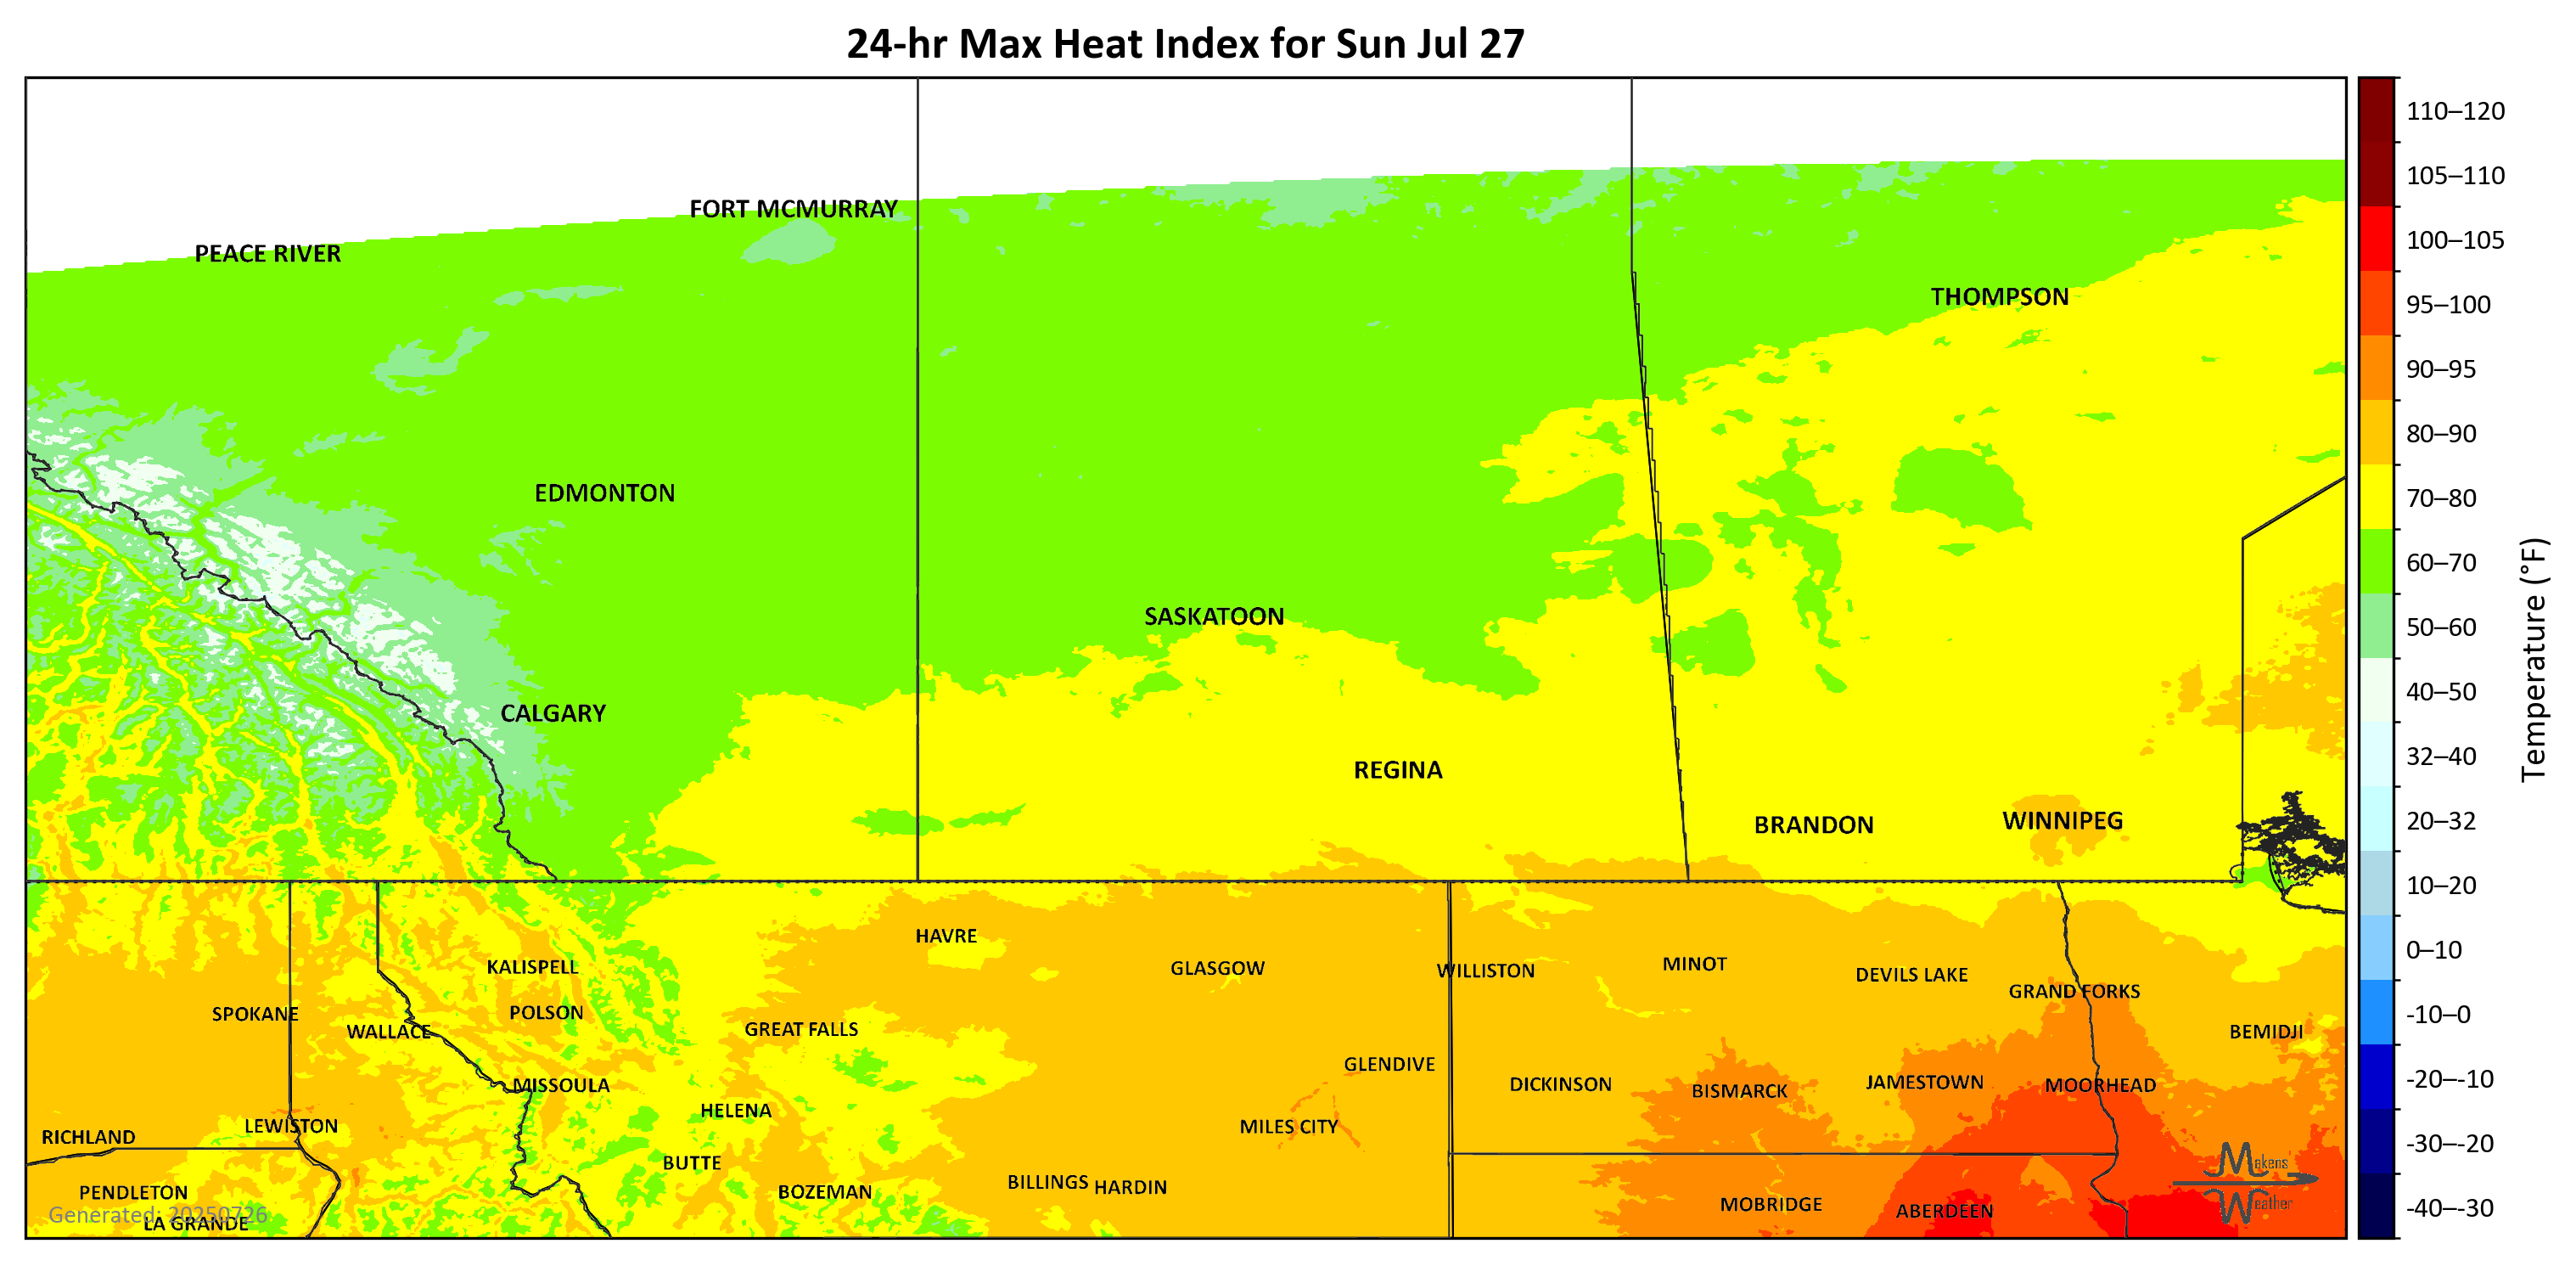 24-hr Max Heat Index for Sun Jul 27
110–120
105–110
FORT MCMURRAY
PEACE RIVER
100–105
THOMPSON
95–100
90–95
80–90
EDMONTON
70–80
60–70
SASKATOON
50–60
CALGARY
40–50
REGINA
32–40
BRANDON
WINNIPEG
20–32
10–20
HAVRE
0–10
KALISPELL
GLASGOW
WILLISTON
MINOT
DEVILS LAKE
GRAND FORKS
SPOKANE
POLSON
-10–0
WALLACE
GREAT FALLS
BEMIDJI
GLENDIVE
MISSOULA
DICKINSON
BISMARCK
JAMESTOWN
MOORHEAD
-20–-10
HELENA
LEWISTON
MILES CITY
RICHLAND
-30–-20
BUTTE
Makens
PENDLETON
BOZEMAN
BILLINGS
HARDIN
MOBRIDGE
Weather
ABERDEEN
-40–-30
Generated: 20250726
LA GRANDE
Temperature (°F)